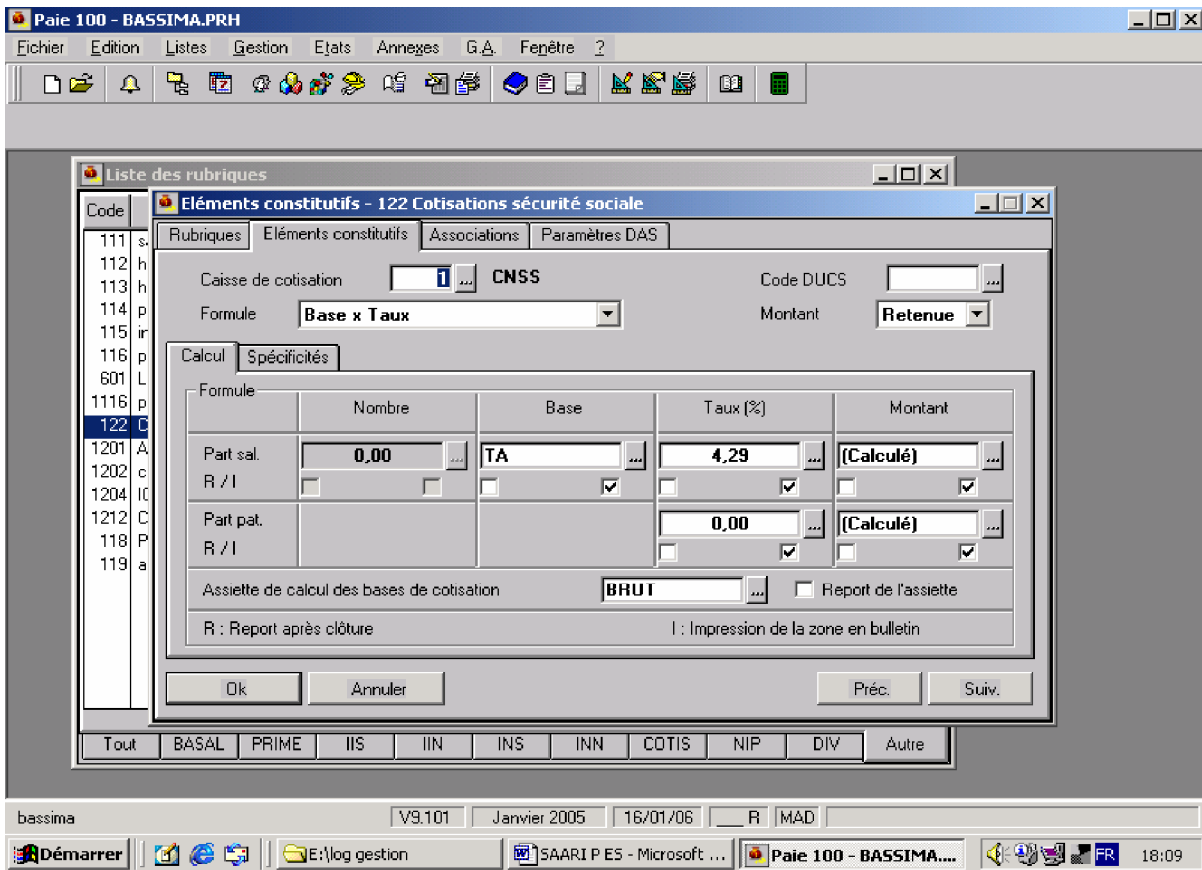 Paie 100 - BASSIMA.PRH
Fichier Edition Listes Gestion Etats Annexes G.A. Fenêtre ?
Liste des rubriques
Eléments constitutifs - 122 Cotisations sécurité sociale
Code
Rubriques Eléments constitutifs Associations Paramètres DAS
111 s
112 h
113 h
114 p
115 in
116 p
601 L
1116 p
122 C
1201 A
1202 c
1204 IG
1212 C
118 P
119 a
Caisse de cotisation 1 ... CNSS Code DUCS ...
Formule Base x Taux Montant Retenue
Calcul Spécificités
Formule
Nombre Base Taux (%) Montant
Part sal. 0,00 ... TA ... 4,29 ... (Calculé) ...
R / I
Part pat. 0,00 ... (Calculé) ...
R / I
Assiette de calcul des bases de cotisation BRUT ... Report de l'assiette
R : Report après clôture I : Impression de la zone en bulletin
Ok Annuler Préc. Suiv.
Tout BASAL PRIME IIS IIN INS INN COTIS NIP DIV Autre
bassima V9.101 Janvier 2005 16/01/06 ___ R MAD
Démarrer E:\log gestion SAARI P ES - Microsoft ... Paie 100 - BASSIMA.... FR 18:09